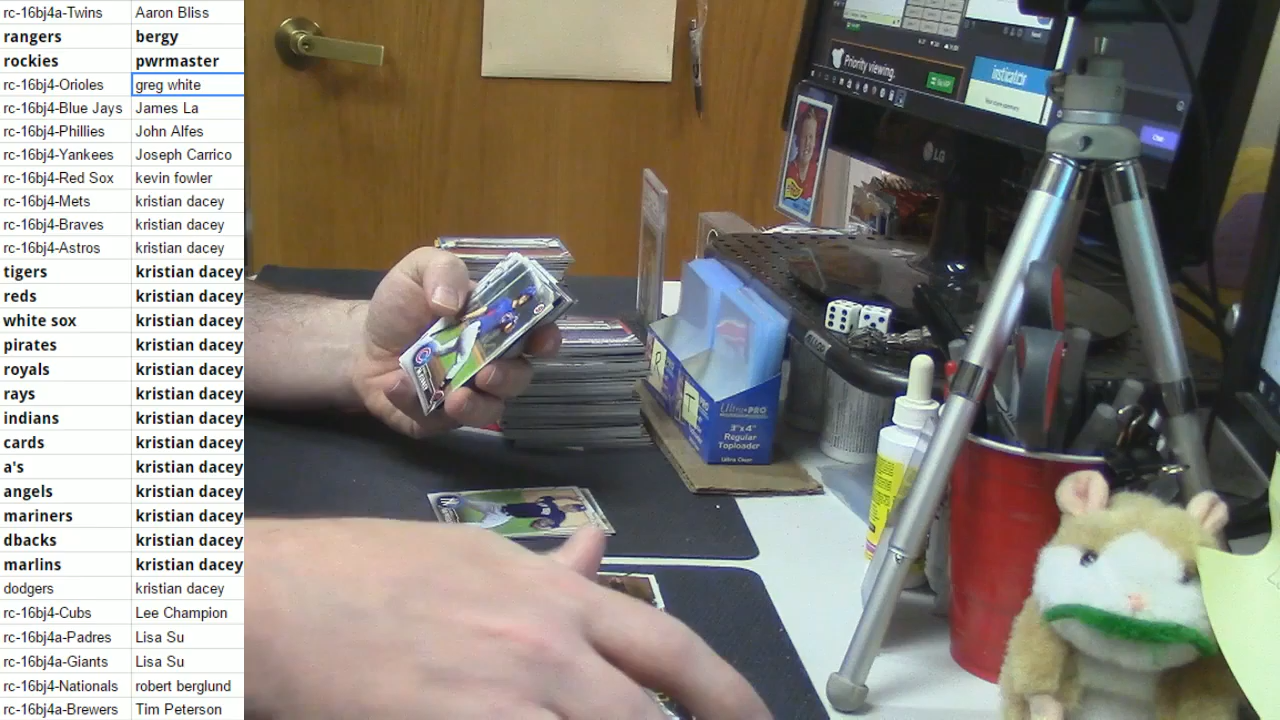 rc-16bj4a-Twins Aaron Bliss
rangers bergy
rockies pwrmaster
rc-16bj4-Orioles greg white
rc-16bj4-Blue Jays James La
rc-16bj4-Phillies John Alfes
rc-16bj4-Yankees Joseph Carrico
rc-16bj4-Red Sox kevin fowler
rc-16bj4-Mets kristian dacey
rc-16bj4-Braves kristian dacey
rc-16bj4-Astros kristian dacey
tigers kristian dacey
reds kristian dacey
white sox kristian dacey
pirates kristian dacey
royals kristian dacey
rays kristian dacey
indians kristian dacey
cards kristian dacey
a's kristian dacey
angels kristian dacey
mariners kristian dacey
dbacks kristian dacey
marlins kristian dacey
dodgers kristian dacey
rc-16bj4-Cubs Lee Champion
rc-16bj4a-Padres Lisa Su
rc-16bj4a-Giants Lisa Su
rc-16bj4-Nationals robert berglund
rc-16bj4a-Brewers Tim Peterson
Priority viewing.
insticator
LG
R
T
Ultra PRO
3"x4"
Regular
Toploader
Ultra Clear